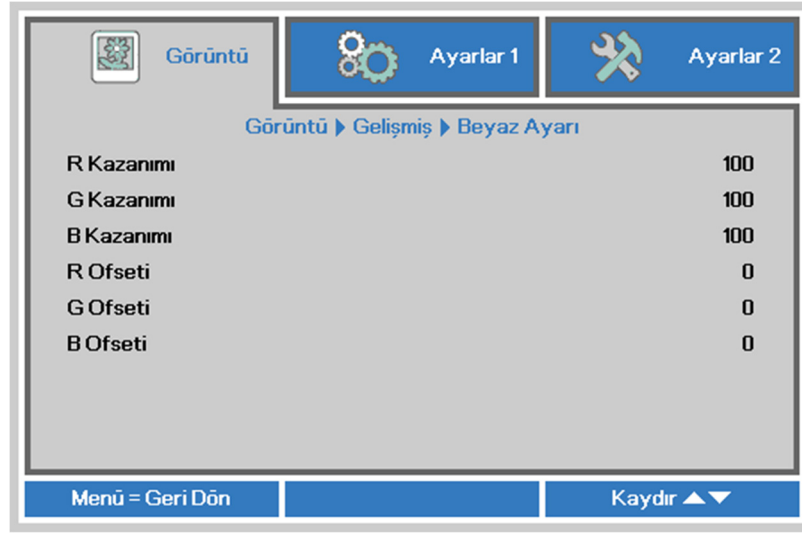 Görüntü Ayarlar 1 Ayarlar 2
Görüntü Gelişmiş Beyaz Ayarı
R Kazanımı 100
G Kazanımı 100
B Kazanımı 100
R Ofseti 0
G Ofseti 0
B Ofseti 0
Menü = Geri Dön Kaydır